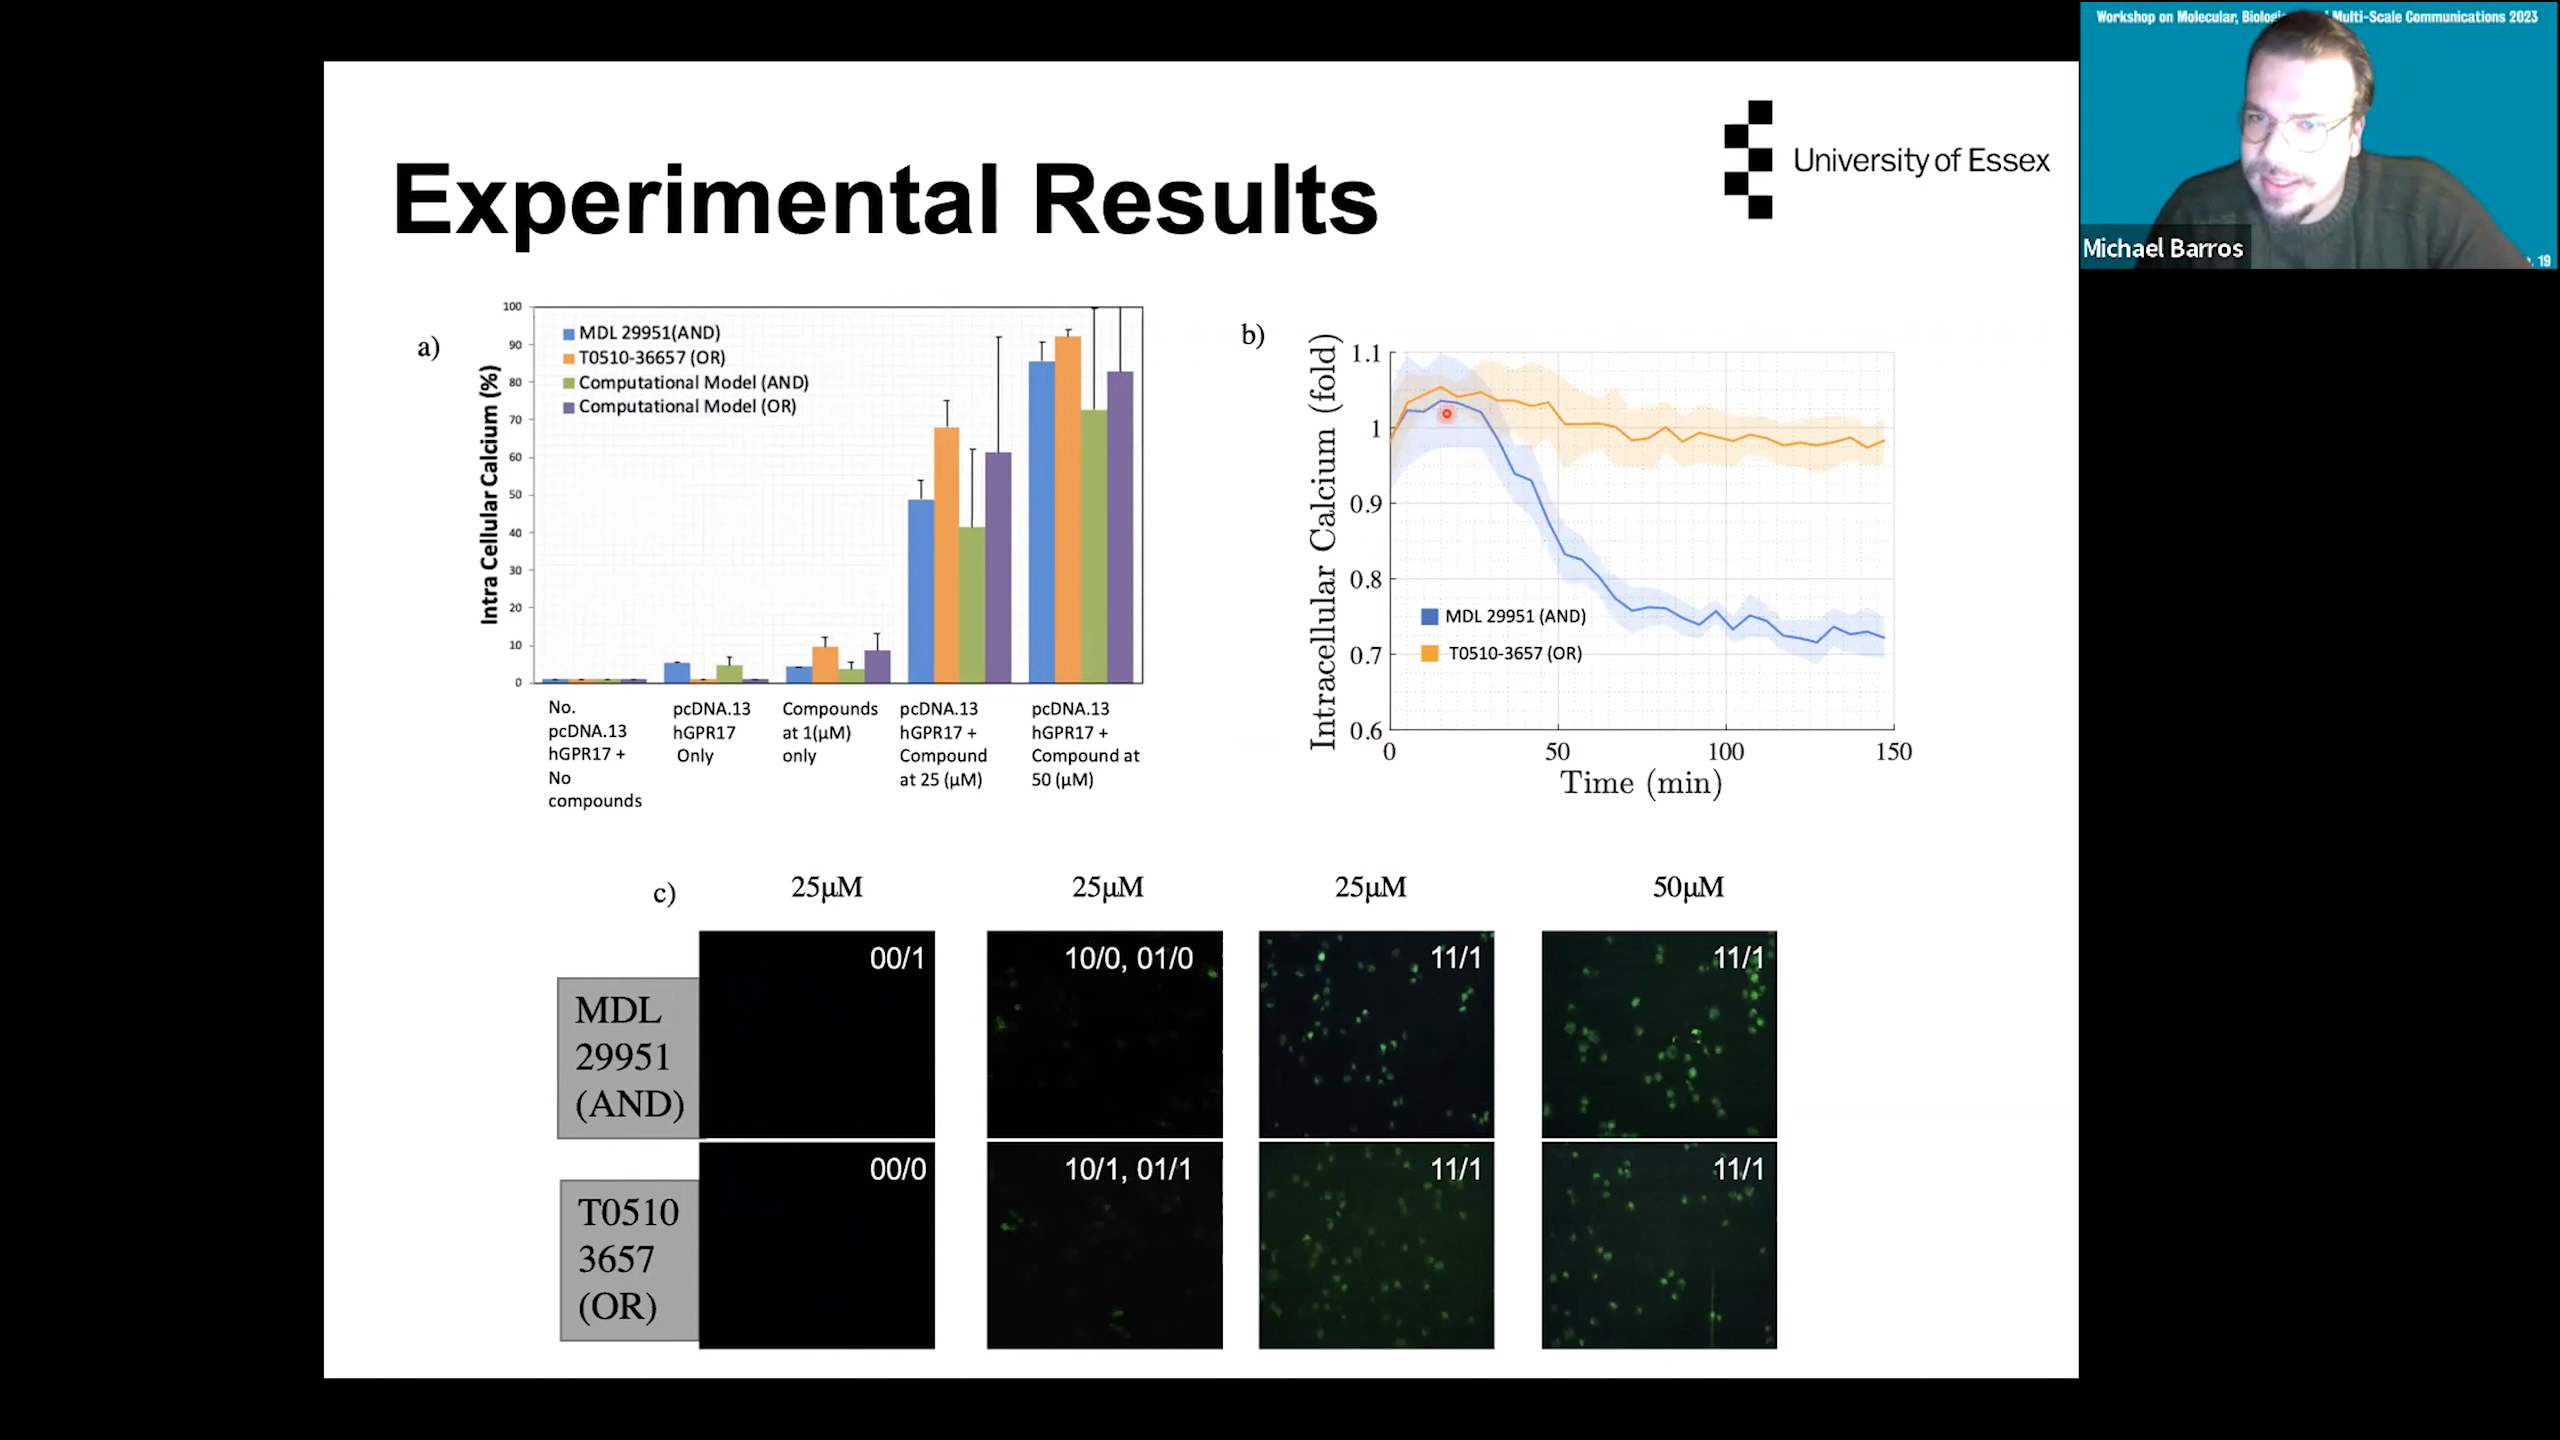 Workshop on Molecular, Multi-Scale Communications 2023
Michael Barros
19
Experimental Results
University of Essex
a)
Intra Cellular Calcium (%)
100
90
80
70
60
50
40
30
20
10
0
MDL 29951(AND)
T0510-36657 (OR)
Computational Model (AND)
Computational Model (OR)
No.
pcDNA.13
hGPR17 +
No
compounds
pcDNA.13
hGPR17
Only
Compounds
at 1(µM)
only
pcDNA.13
hGPR17 +
Compound
at 25 (µM)
pcDNA.13
hGPR17 +
Compound at
50 (µM)
b)
Intracellular Calcium (fold)
1.1
1
0.9
0.8
0.7
0.6
MDL 29951 (AND)
T0510-3657 (OR)
0 50 100 150
Time (min)
c)
25µM 25µM 25µM 50µM
MDL
29951
(AND)
00/1 10/0, 01/0 11/1 11/1
T0510
3657
(OR)
00/0 10/1, 01/1 11/1 11/1